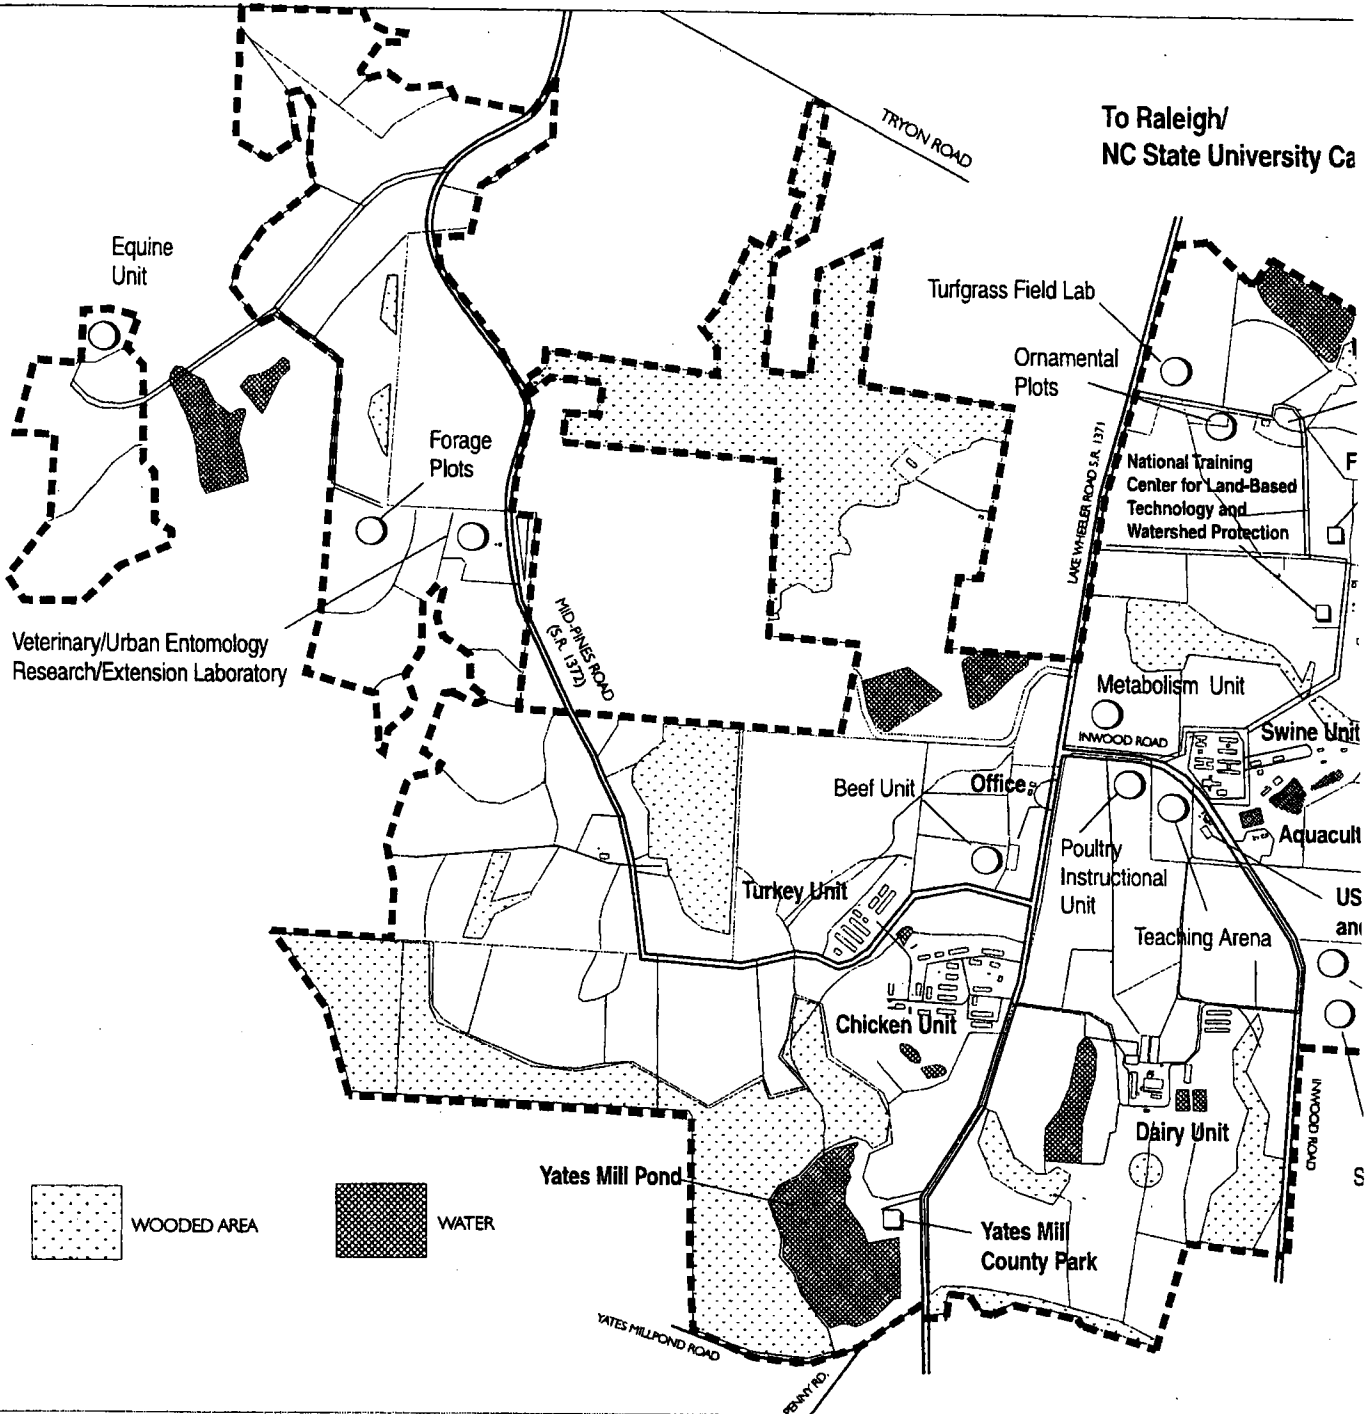 TRYON ROAD
To Raleigh/
NC State University Ca
Equine
Unit
Turfgrass Field Lab
Ornamental
Plots
Forage
Plots
LAKE WHEELER ROAD S.R. 1371
National Training
Center for Land-Based
Technology and
Watershed Protection
F
MID-PINES ROAD
(S.R. 1372)
Veterinary/Urban Entomology
Research/Extension Laboratory
Metabolism Unit
INWOOD ROAD
Swine Unit
Beef Unit
Office
Aquacult
Poultry
Instructional
Unit
Turkey Unit
US
and
Teaching Arena
Chicken Unit
INWOOD ROAD
Dairy Unit
Yates Mill Pond
S
WOODED AREA
WATER
Yates Mill
County Park
YATES MILLPOND ROAD
PENNY RD.